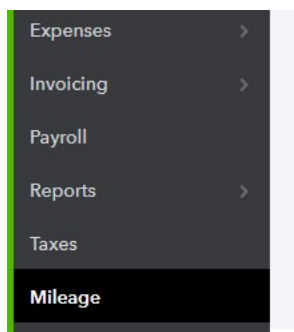 Expenses
Invoicing
Payroll
Reports
Taxes
Mileage